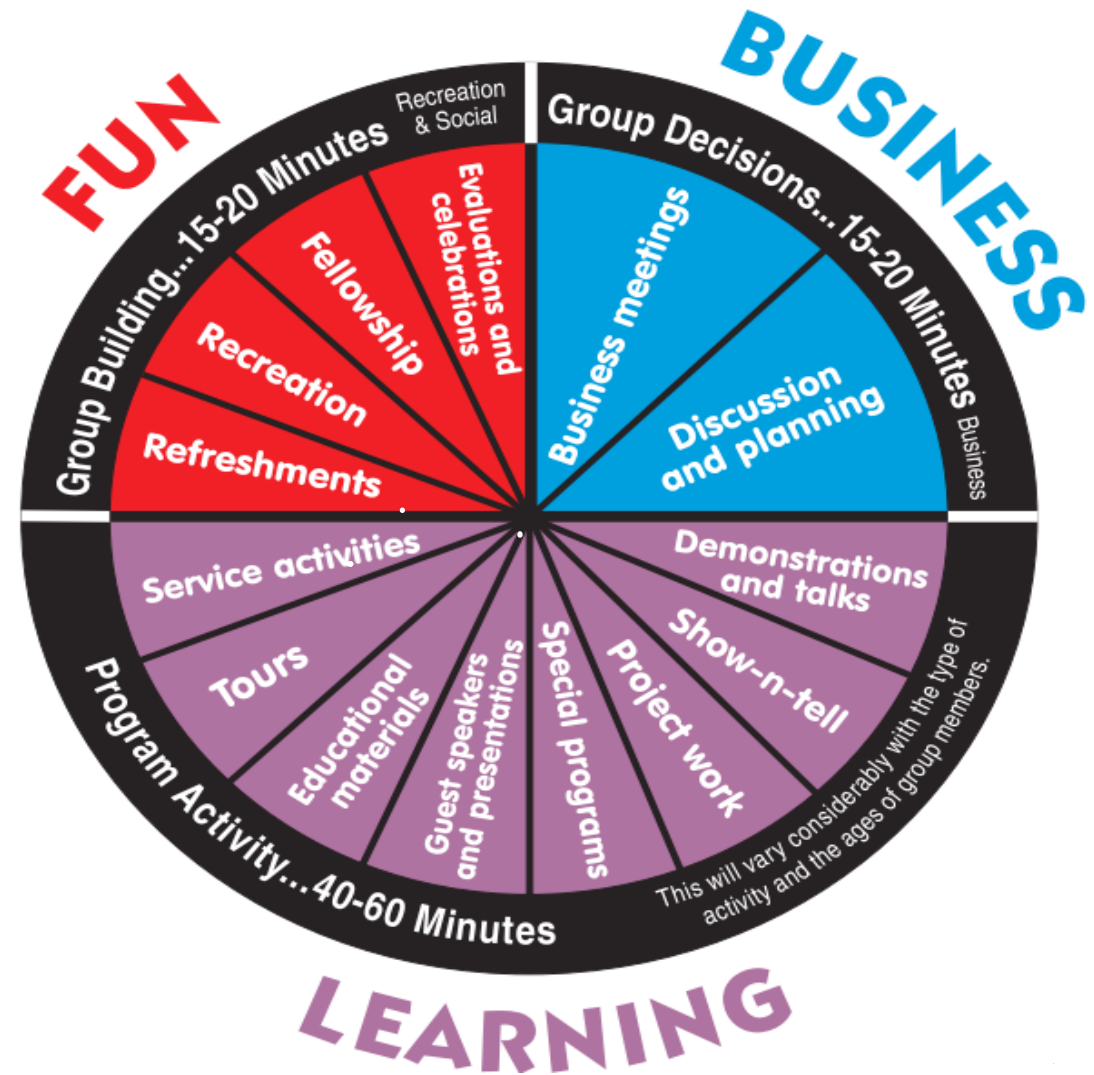 FUN
BUSINESS
Group Building...15-20 Minutes
Recreation
& Social
Group Decisions...15-20 Minutes
Business
Refreshments
Recreation
Fellowship
Evaluations and
celebrations
Business meetings
Discussion
and planning
Demonstrations
and talks
Show-n-tell
Project work
Special programs
Guest speakers
and presentations
Educational
materials
Tours
Service activities
Program Activity...40-60 Minutes
This will vary considerably with the type of
activity and the ages of group members.
LEARNING